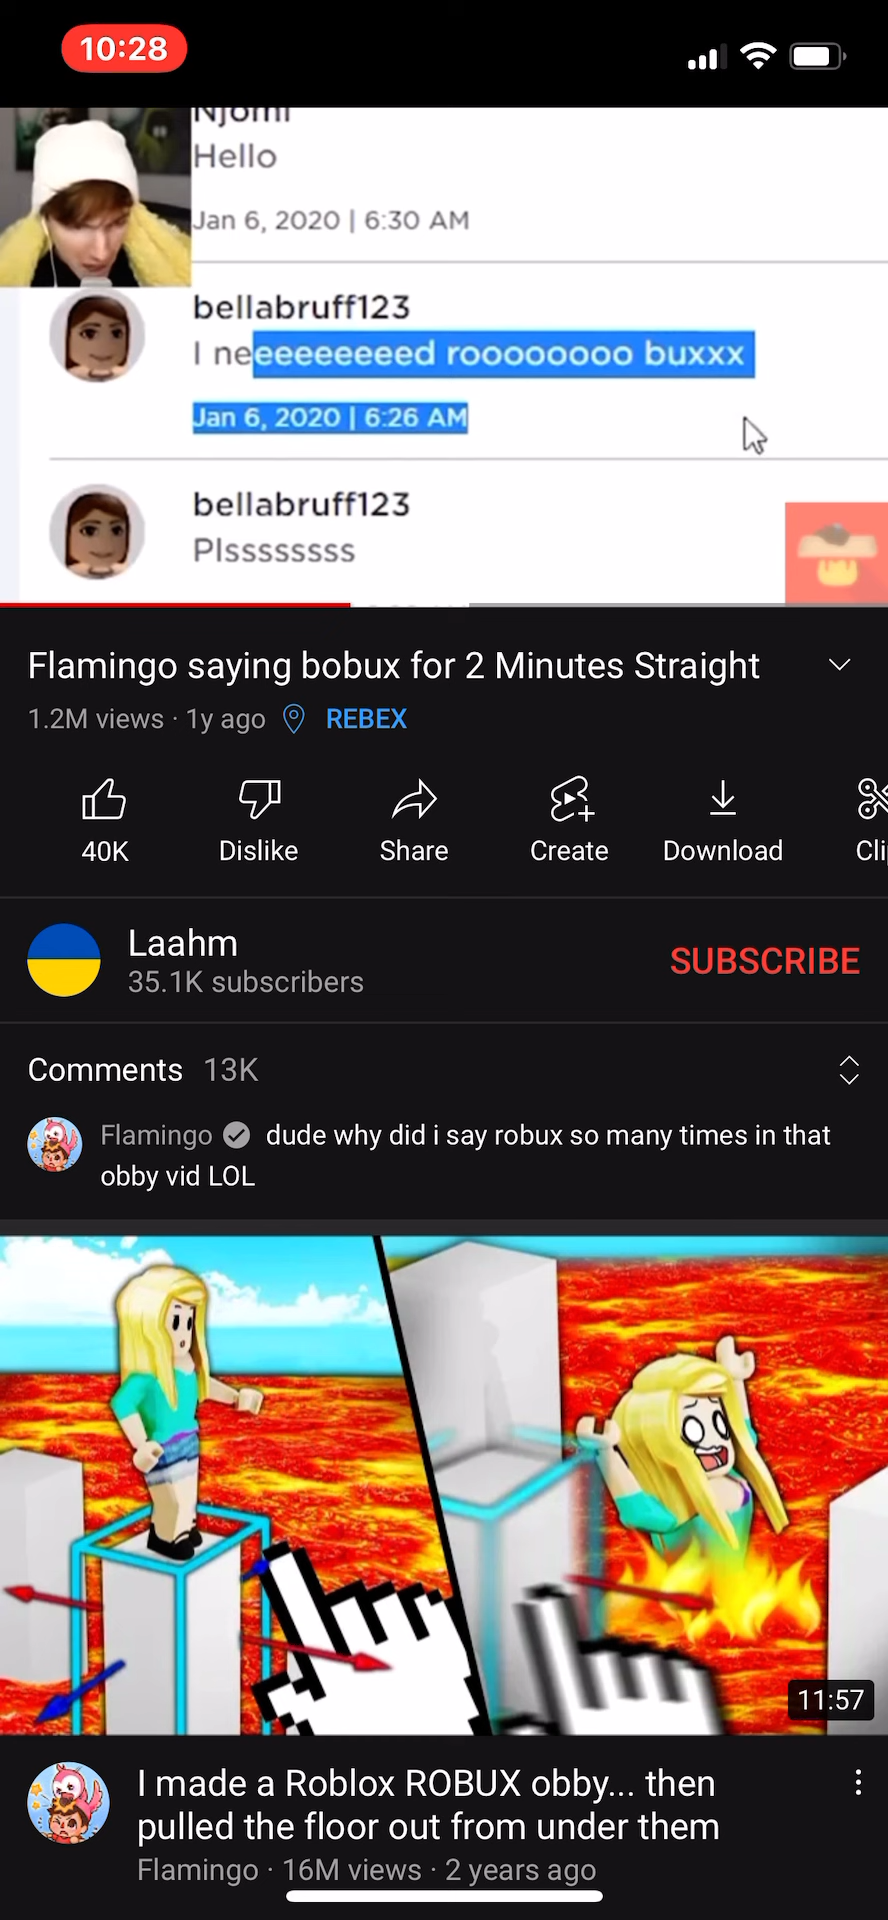 10:28
Njomi
Hello
Jan 6, 2020 | 6:30 AM
bellabruff123
I neeeeeeeeed roooooooo buxxx
Jan 6, 2020 | 6:26 AM
bellabruff123
Plssssssss
Flamingo saying bobux for 2 Minutes Straight
1.2M views · 1y ago REBEX
40K Dislike Share Create Download Cli
Laahm
35.1K subscribers
SUBSCRIBE
Comments 13K
Flamingo dude why did i say robux so many times in that
obby vid LOL
11:57
I made a Roblox ROBUX obby... then
pulled the floor out from under them
Flamingo · 16M views · 2 years ago